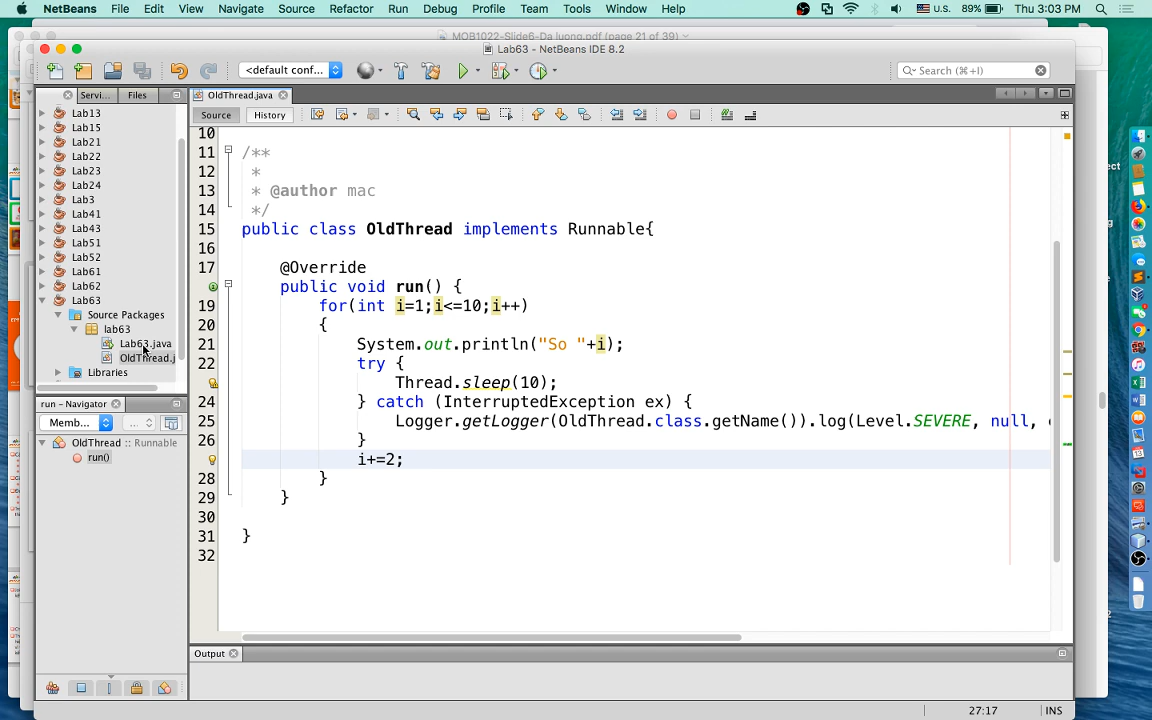 NetBeans File Edit View Navigate Source Refactor Run Debug Profile Team Tools Window Help U.S. 89% Thu 3:03 PM
MOB1022-Slide6-Da luong.pdf (page 21 of 39)
Lab63 - NetBeans IDE 8.2
<default conf... Search (⌘+I)
Servi... Files
OldThread.java
Source History
Lab13
Lab15
Lab21
Lab22
Lab23
Lab24
Lab3
Lab41
Lab43
Lab51
Lab52
Lab61
Lab62
Lab63
Source Packages
lab63
Lab63.java
OldThread.j
Libraries
run - Navigator
Memb... ...
OldThread :: Runnable
run()
10
11 /**
12 *
13 * @author mac
14 */
15 public class OldThread implements Runnable{
16
17 @Override
public void run() {
19 for(int i=1;i<=10;i++)
20 {
21 System.out.println("So "+i);
22 try {
Thread.sleep(10);
24 } catch (InterruptedException ex) {
25 Logger.getLogger(OldThread.class.getName()).log(Level.SEVERE, null,
26 }
i+=2;
28 }
29 }
30
31 }
32
Output
27:17 INS